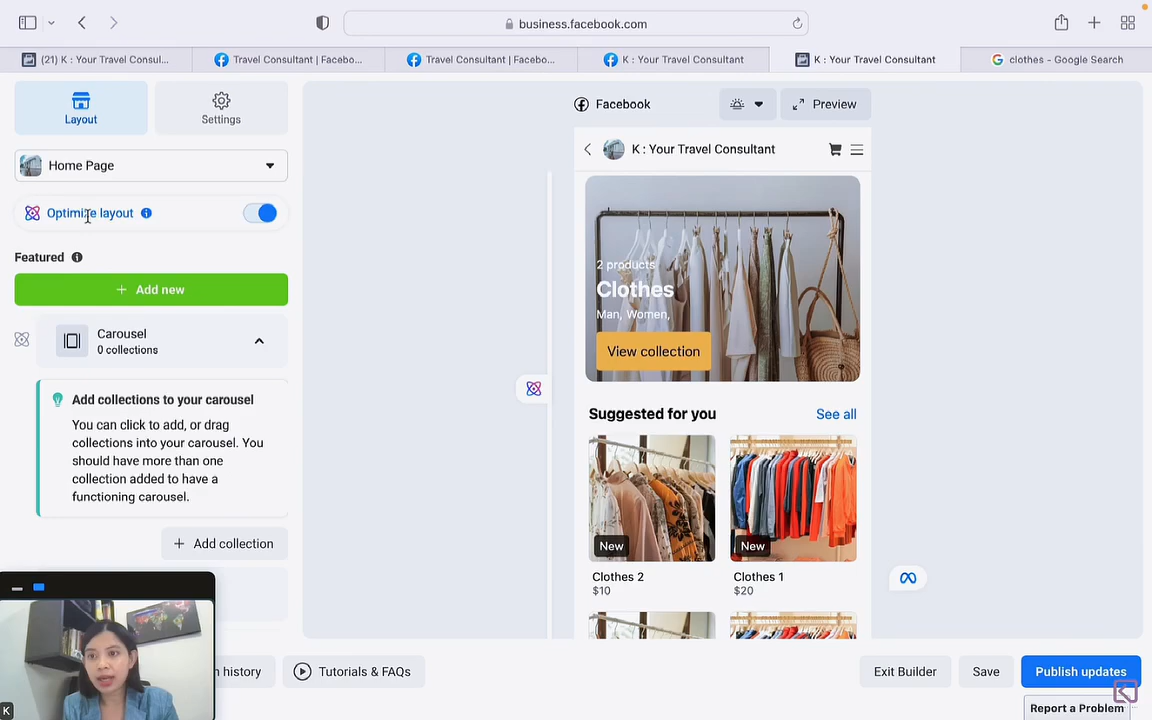 business.facebook.com
(21) K : Your Travel Consul...
Travel Consultant | Facebo...
Travel Consultant | Facebo...
K : Your Travel Consultant
K : Your Travel Consultant
clothes - Google Search
Layout
Settings
Home Page
Optimize layout
Featured
+ Add new
Carousel
0 collections
Add collections to your carousel
You can click to add, or drag
collections into your carousel. You
should have more than one
collection added to have a
functioning carousel.
+ Add collection
Facebook
Preview
K : Your Travel Consultant
2 products
Clothes
Man, Women,
View collection
Suggested for you
See all
New
New
Clothes 2
Clothes 1
$10
$20
history
Tutorials & FAQs
Exit Builder
Save
Publish updates
Report a Problem
K